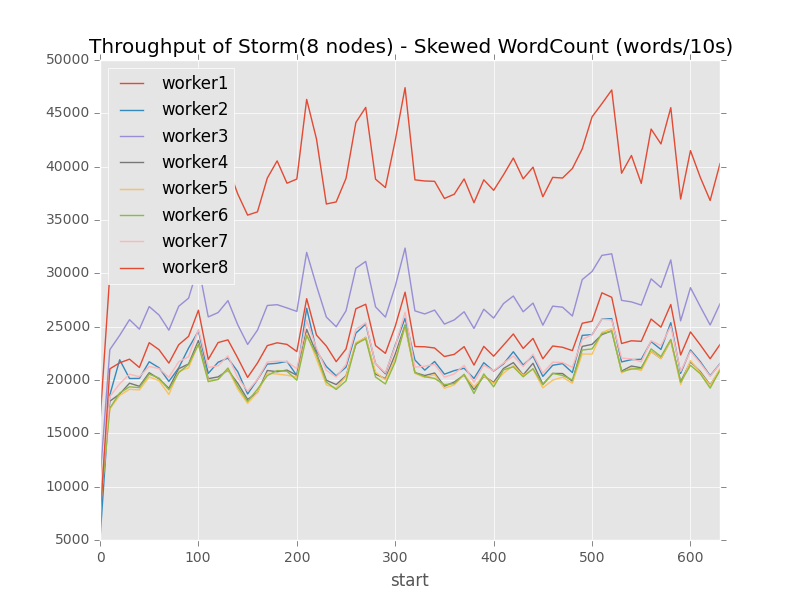 Throughput of Storm(8 nodes) - Skewed WordCount (words/10s)
50000
45000
40000
35000
30000
25000
20000
15000
10000
5000
worker1
worker2
worker3
worker4
worker5
worker6
worker7
worker8
0 100 200 300 400 500 600
start